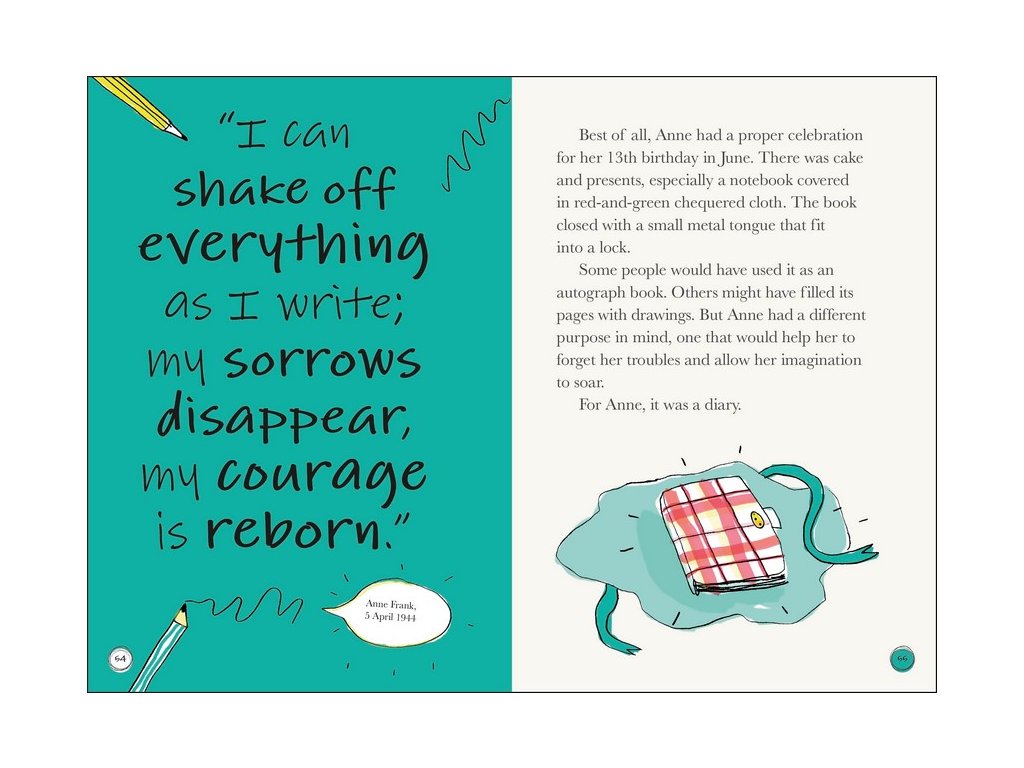 “I can
shake off
everything
as I write;
my sorrows
disappear,
my courage
is reborn.”
Anne Frank,
5 April 1944
64
Best of all, Anne had a proper celebration
for her 13th birthday in June. There was cake
and presents, especially a notebook covered
in red-and-green chequered cloth. The book
closed with a small metal tongue that fit
into a lock.
Some people would have used it as an
autograph book. Others might have filled its
pages with drawings. But Anne had a different
purpose in mind, one that would help her to
forget her troubles and allow her imagination
to soar.
For Anne, it was a diary.